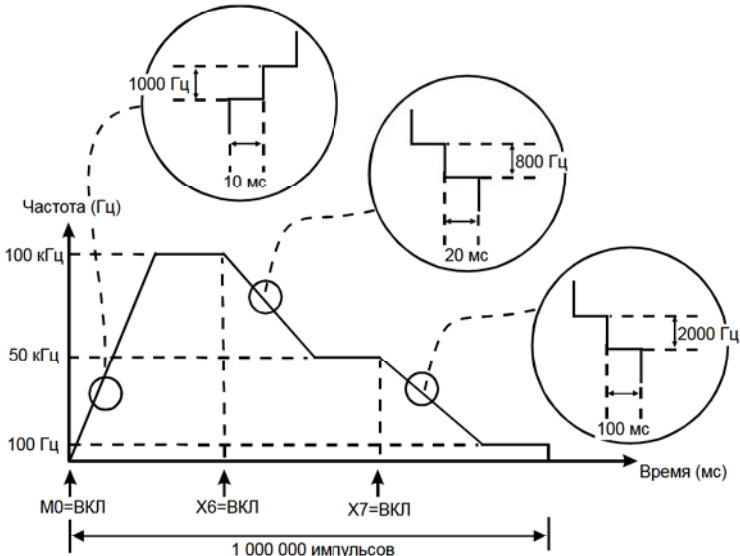 1000 Гц
10 мс
800 Гц
20 мс
2000 Гц
100 мс
Частота (Гц)
100 кГц
50 кГц
100 Гц
Время (мс)
M0=ВКЛ
X6=ВКЛ
X7=ВКЛ
1 000 000 импульсов